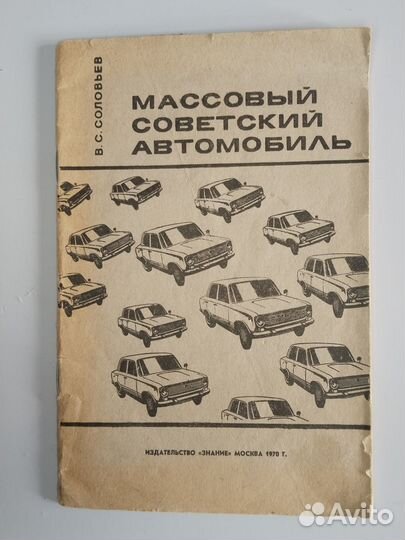 В. С. СОЛОВЬЕВ
МАССОВЫЙ
СОВЕТСКИЙ
АВТОМОБИЛЬ
ИЗДАТЕЛЬСТВО «ЗНАНИЕ» МОСКВА 1970 Г.
Avito